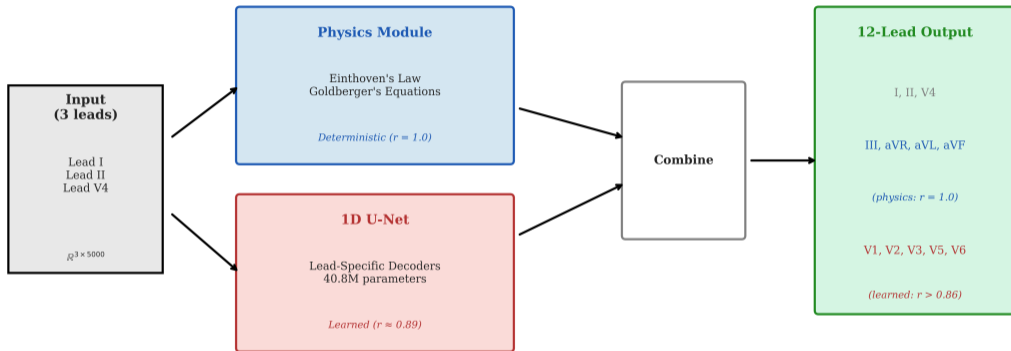 Input
(3 leads)
Lead I
Lead II
Lead V4
R^3×5000
Physics Module
Einthoven's Law
Goldberger's Equations
Deterministic (r = 1.0)
1D U-Net
Lead-Specific Decoders
40.8M parameters
Learned (r ≈ 0.89)
Combine
12-Lead Output
I, II, V4
III, aVR, aVL, aVF
(physics: r = 1.0)
V1, V2, V3, V5, V6
(learned: r > 0.86)